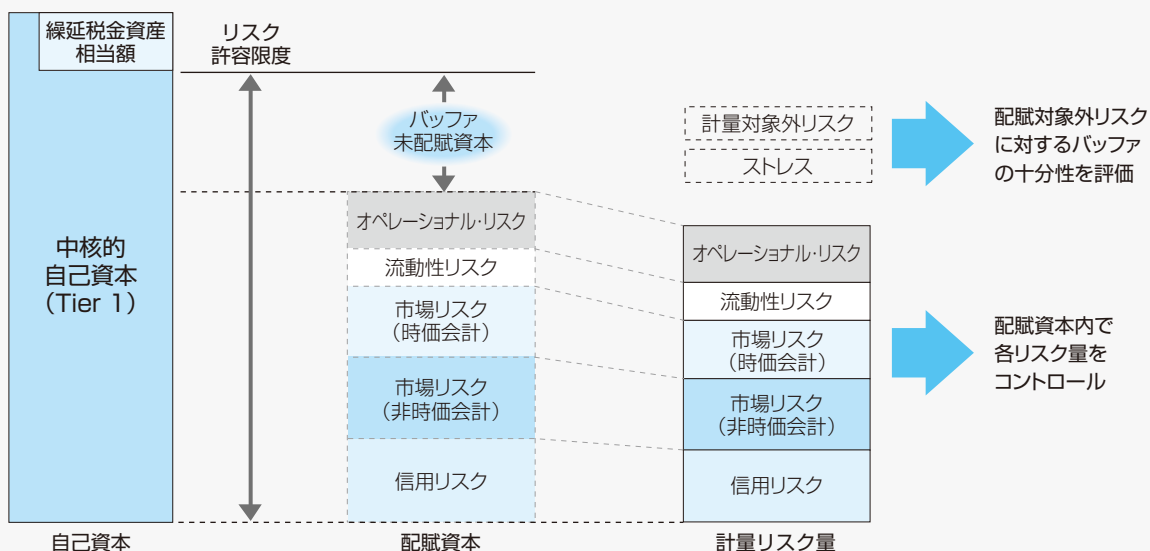 繰延税金資産
相当額
中核的
自己資本
（Tier 1）
自己資本
リスク
許容限度
バッファ
未配賦資本
オペレーショナル・リスク
流動性リスク
市場リスク
（時価会計）
市場リスク
（非時価会計）
信用リスク
配賦資本
計量対象外リスク
ストレス
オペレーショナル・リスク
流動性リスク
市場リスク
（時価会計）
市場リスク
（非時価会計）
信用リスク
計量リスク量
配賦対象外リスク
に対するバッファ
の十分性を評価
配賦資本内で
各リスク量を
コントロール